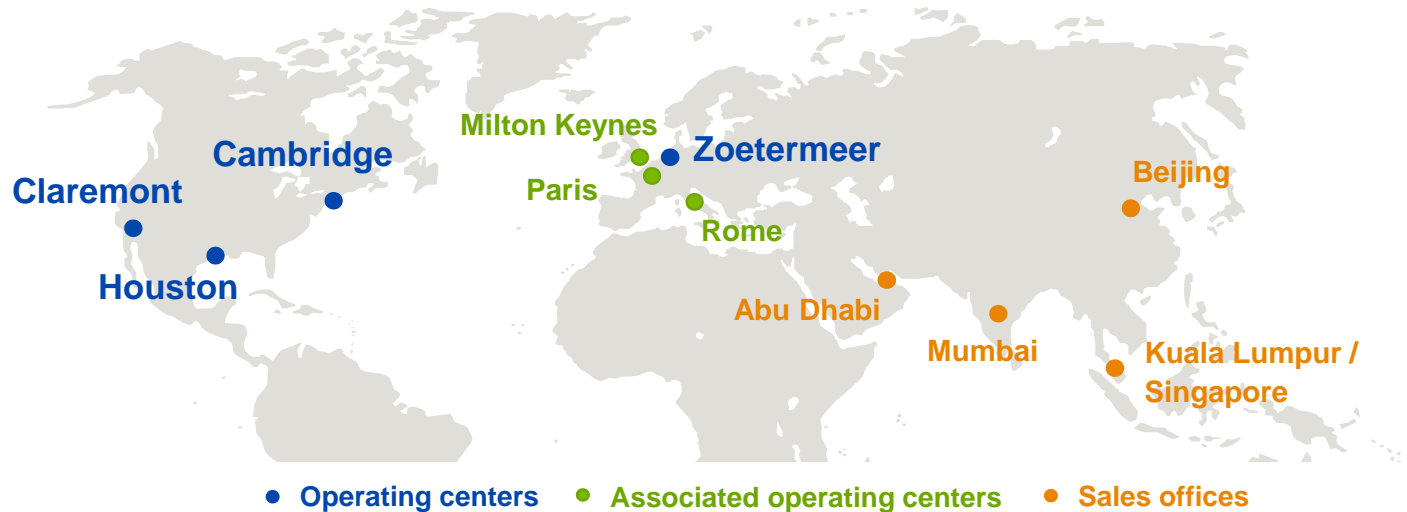 Milton Keynes
Cambridge
Zoetermeer
Claremont
Paris
Beijing
Rome
Houston
Abu Dhabi
Mumbai
Kuala Lumpur /
Singapore
Operating centers
Associated operating centers
Sales offices